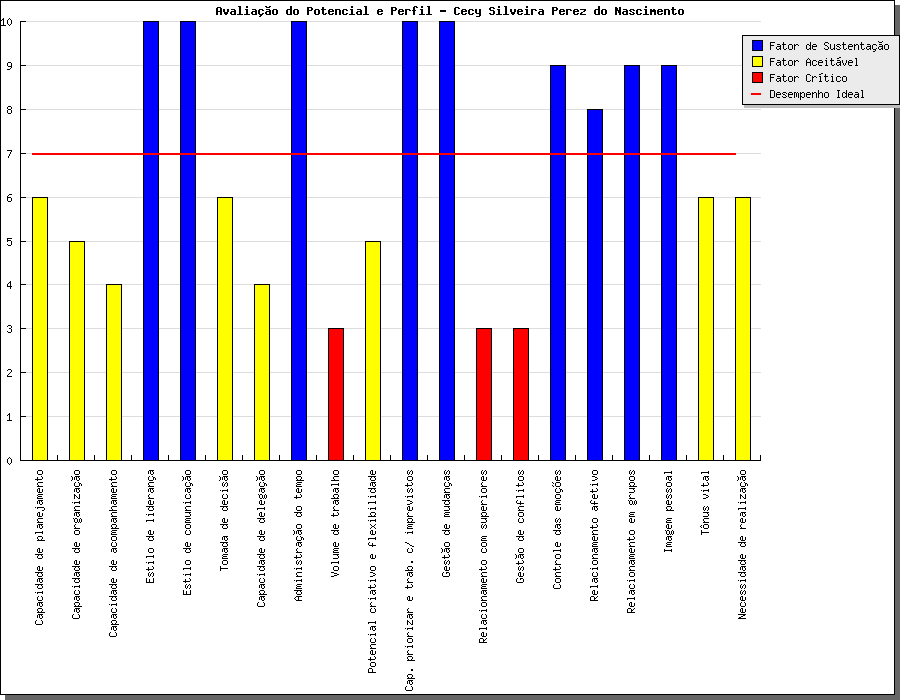 Avaliação do Potencial e Perfil - Cecy Silveira Perez do Nascimento
Fator de Sustentação
Fator Aceitável
Fator Crítico
Desempenho Ideal
10
9
8
7
6
5
4
3
2
1
0
Capacidade de planejamento
Capacidade de organização
Capacidade de acompanhamento
Estilo de liderança
Estilo de comunicação
Tomada de decisão
Capacidade de delegação
Administração do tempo
Volume de trabalho
Potencial criativo e flexibilidade
Cap. priorizar e trab. c/ imprevistos
Gestão de mudanças
Relacionamento com superiores
Gestão de conflitos
Controle das emoções
Relacionamento afetivo
Relacionamento em grupos
Imagem pessoal
Tônus vital
Necessidade de realização